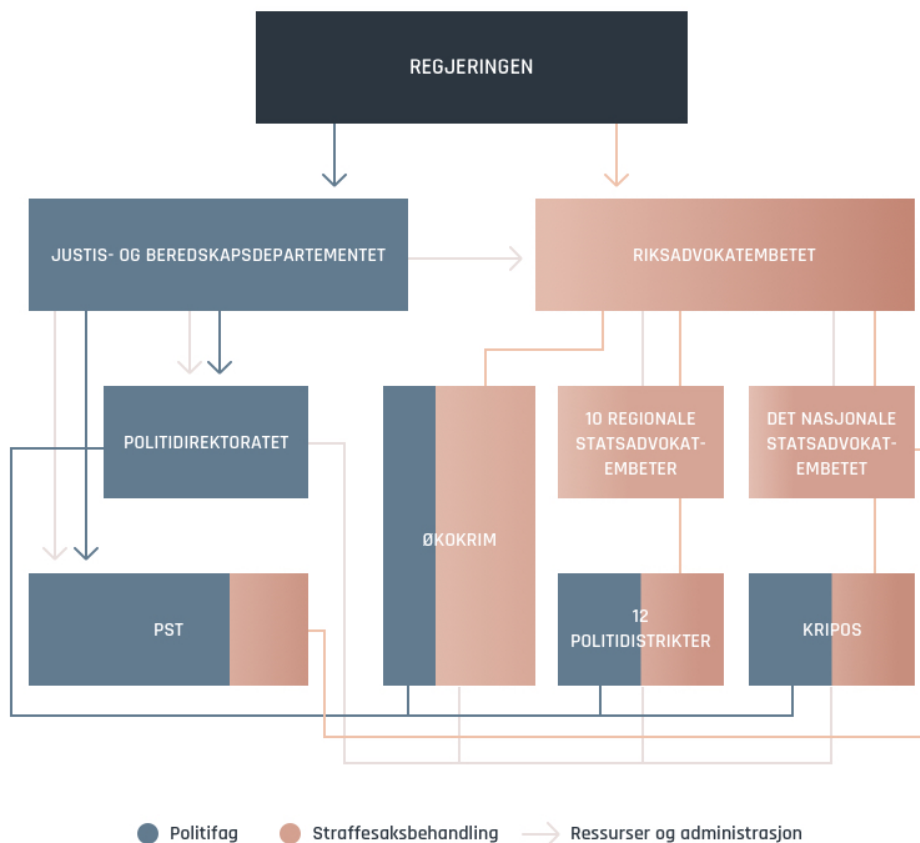 REGJERINGEN
JUSTIS- OG BEREDSKAPSDEPARTEMENTET
RIKSADVOKATEMBETET
POLITIDIREKTORATET
10 REGIONALE
STATSADVOKAT-
EMBETER
DET NASJONALE
STATSADVOKAT-
EMBETET
ØKOKRIM
PST
12
POLITIDISTRIKTER
KRIPOS
Politifag
Straffesaksbehandling
Ressurser og administrasjon